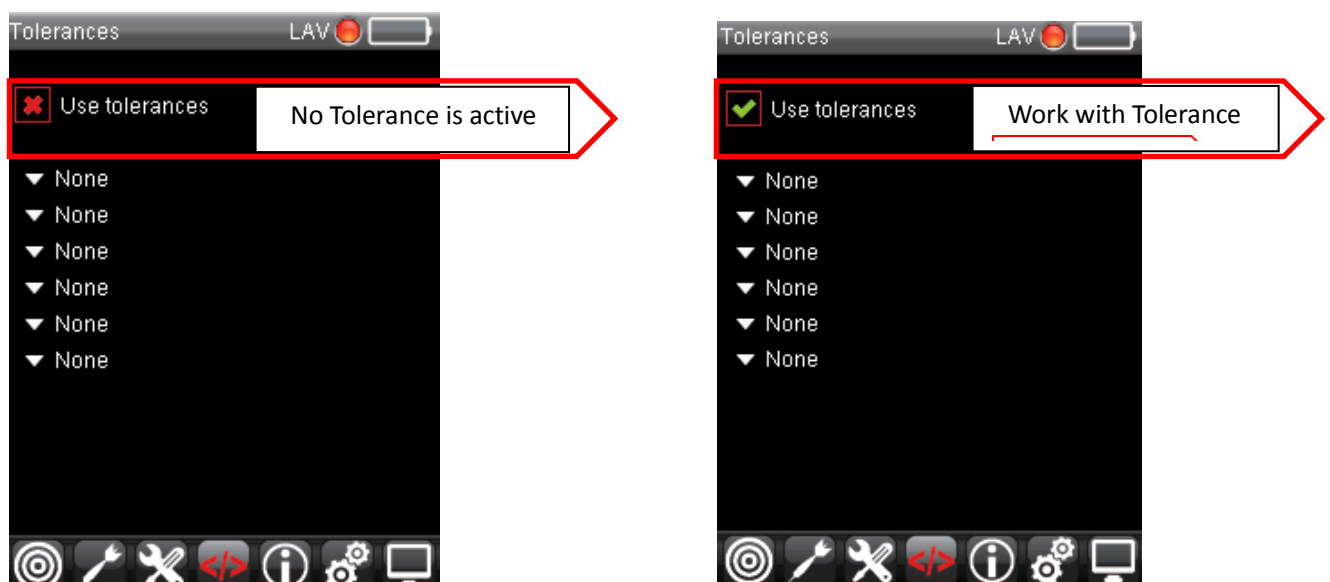 Tolerances LAV
Use tolerances
No Tolerance is active
None
None
None
None
None
None
</>
Tolerances LAV
Use tolerances
Work with Tolerance
None
None
None
None
None
None
</>